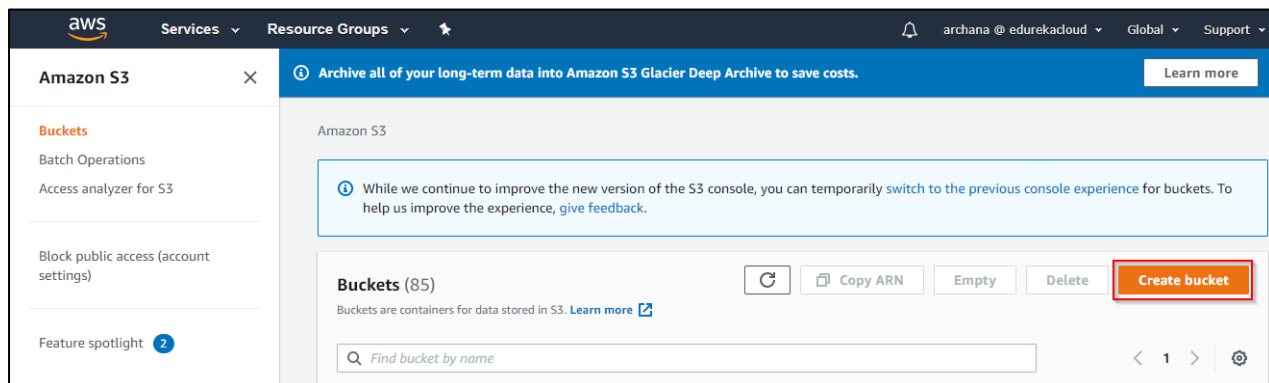 aws
Services
Resource Groups
archana @ edurekacloud
Global
Support
Amazon S3
Archive all of your long-term data into Amazon S3 Glacier Deep Archive to save costs.
Learn more
Buckets
Batch Operations
Access analyzer for S3
Block public access (account
settings)
Feature spotlight 2
Amazon S3
While we continue to improve the new version of the S3 console, you can temporarily switch to the previous console experience for buckets. To
help us improve the experience, give feedback.
Buckets (85)
Copy ARN
Empty
Delete
Create bucket
Buckets are containers for data stored in S3. Learn more
Find bucket by name
1